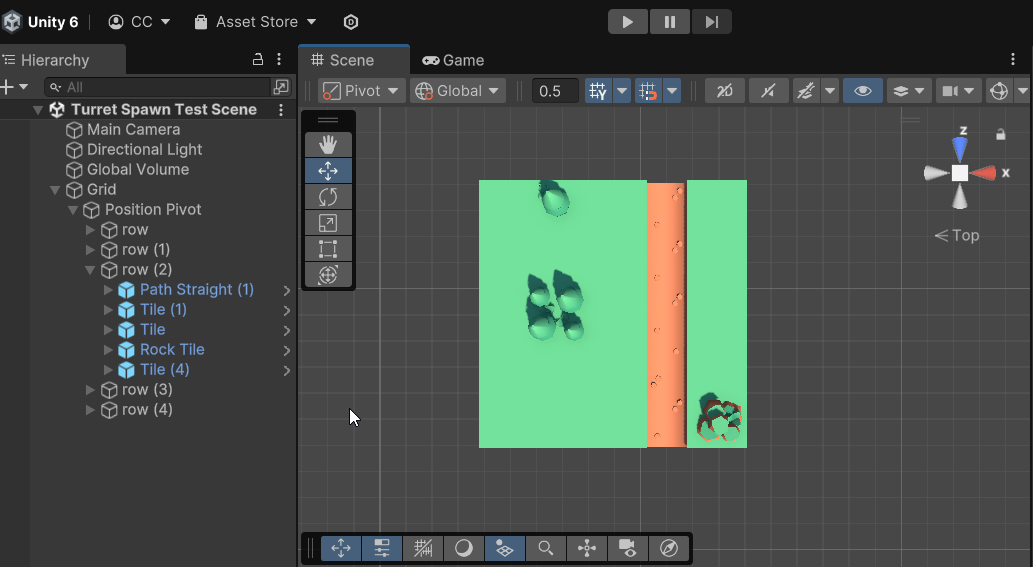 Unity 6 CC Asset Store
Hierarchy
Scene
Game
All
Pivot Global 0.5 2D
Turret Spawn Test Scene
Main Camera
Directional Light
Global Volume
Grid
Position Pivot
row
row (1)
row (2)
Path Straight (1)
Tile (1)
Tile
Rock Tile
Tile (4)
row (3)
row (4)
z
x
Top